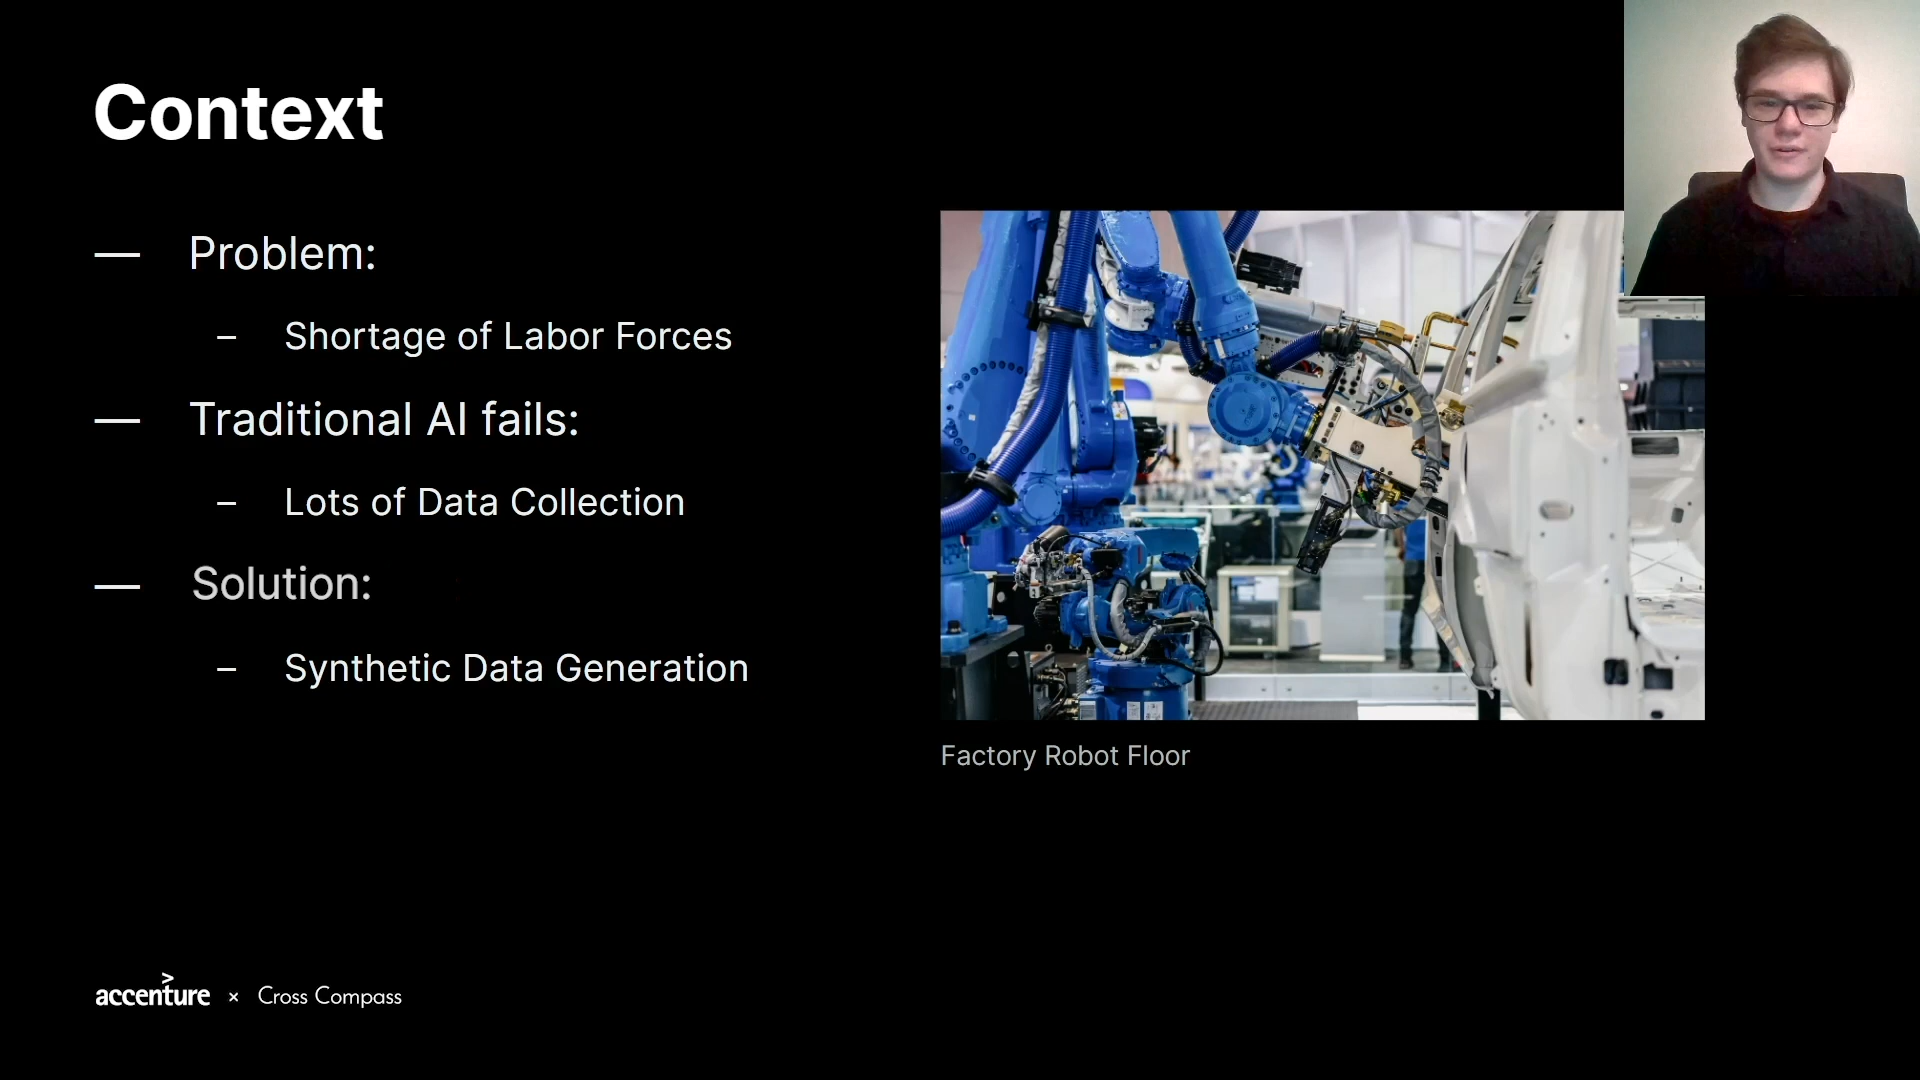 Context
— Problem:
– Shortage of Labor Forces
— Traditional AI fails:
– Lots of Data Collection
— Solution:
– Synthetic Data Generation
Factory Robot Floor
accenture × Cross Compass